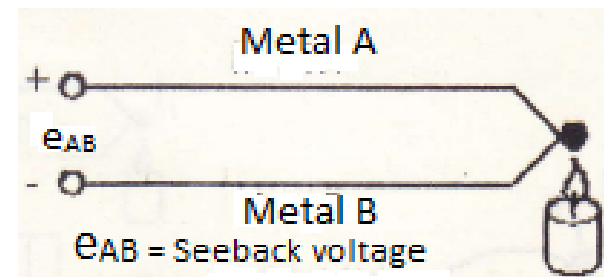 Metal A
+
eAB
-
Metal B
eAB = Seeback voltage